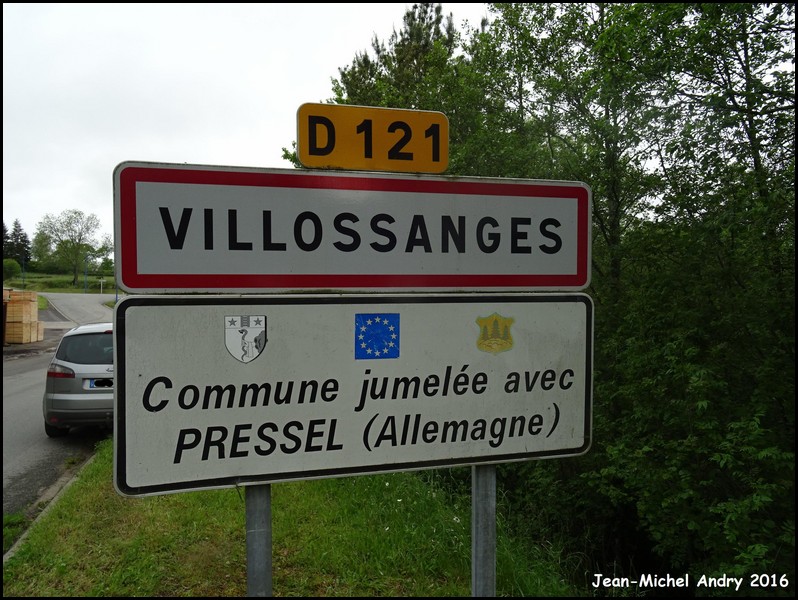 D 121
VILLOSSANGES
Commune jumelée avec
PRESSEL (Allemagne)
Jean-Michel Andry 2016